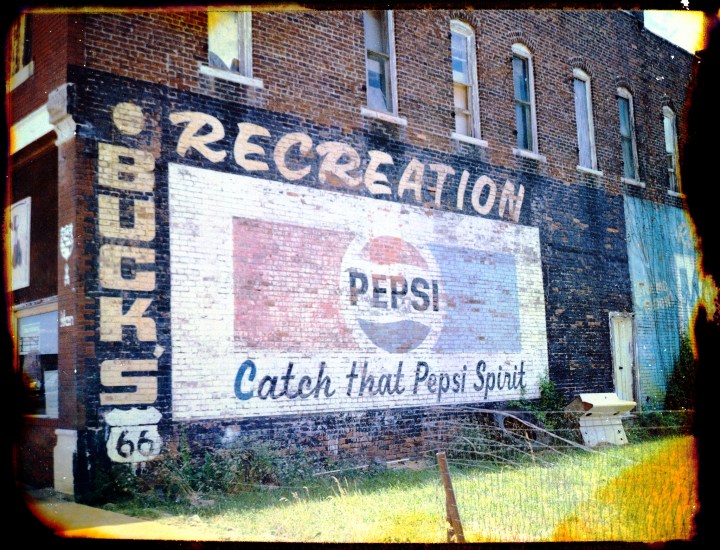 BUCK'S
66
RECREATION
PEPSI
Catch that Pepsi Spirit